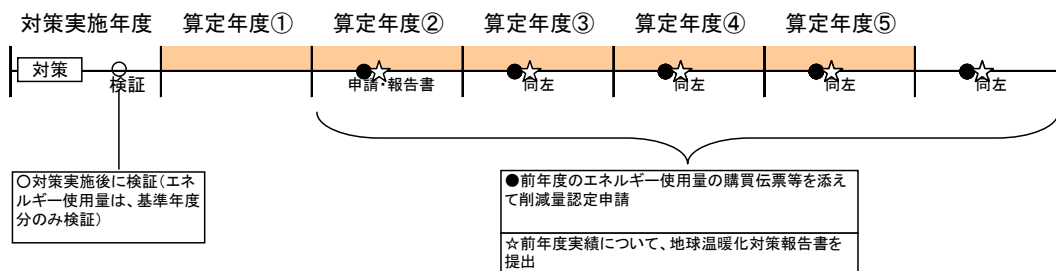 対策実施年度 算定年度① 算定年度② 算定年度③ 算定年度④ 算定年度⑤
対策
検証 申請・報告書 同左 同左 同左 同左
○対策実施後に検証(エネ
ルギー使用量は、基準年度
分のみ検証)
●前年度のエネルギー使用量の購買伝票等を添え
て削減量認定申請
☆前年度実績について、地球温暖化対策報告書を
提出